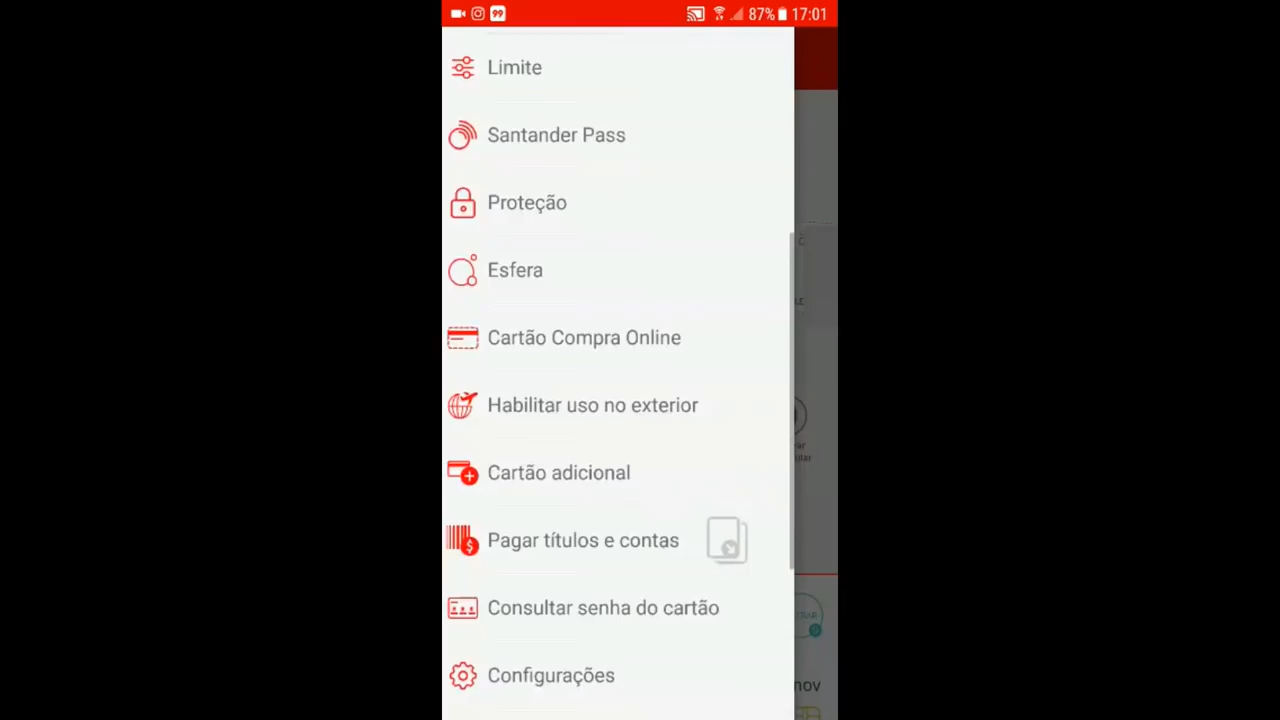 99 87% 17:01
Limite
Santander Pass
Proteção
Esfera
Cartão Compra Online
Habilitar uso no exterior
Cartão adicional
Pagar títulos e contas
Consultar senha do cartão
Configurações
nov